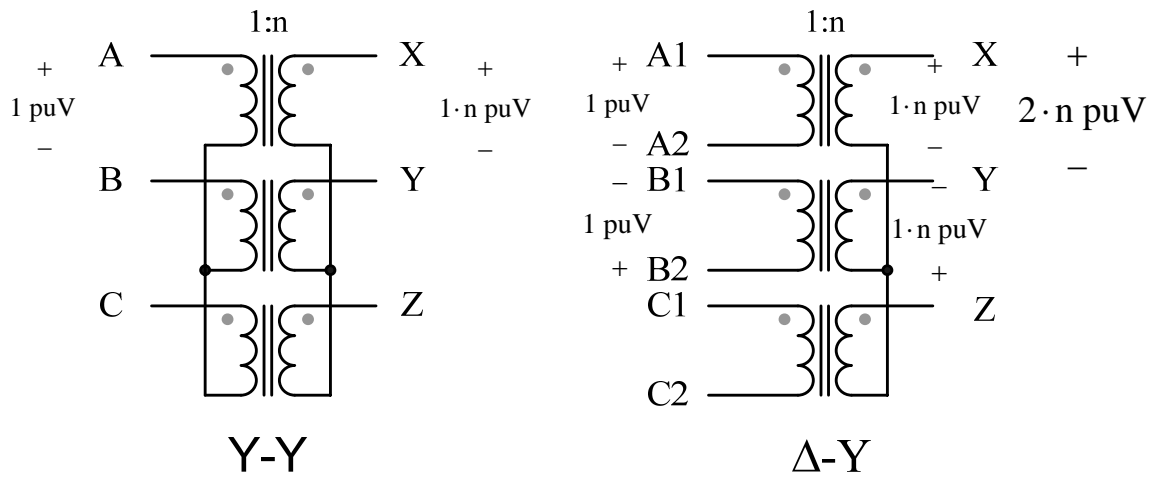 1:n
A
X
+
1 puV
−
+
1·n puV
−
B
Y
C
Z
Y-Y
1:n
A1
X
+
1 puV
−
+
1·n puV
−
+
2·n puV
−
A2
B1
Y
−
1 puV
+
−
1·n puV
+
B2
C1
Z
C2
Δ-Y